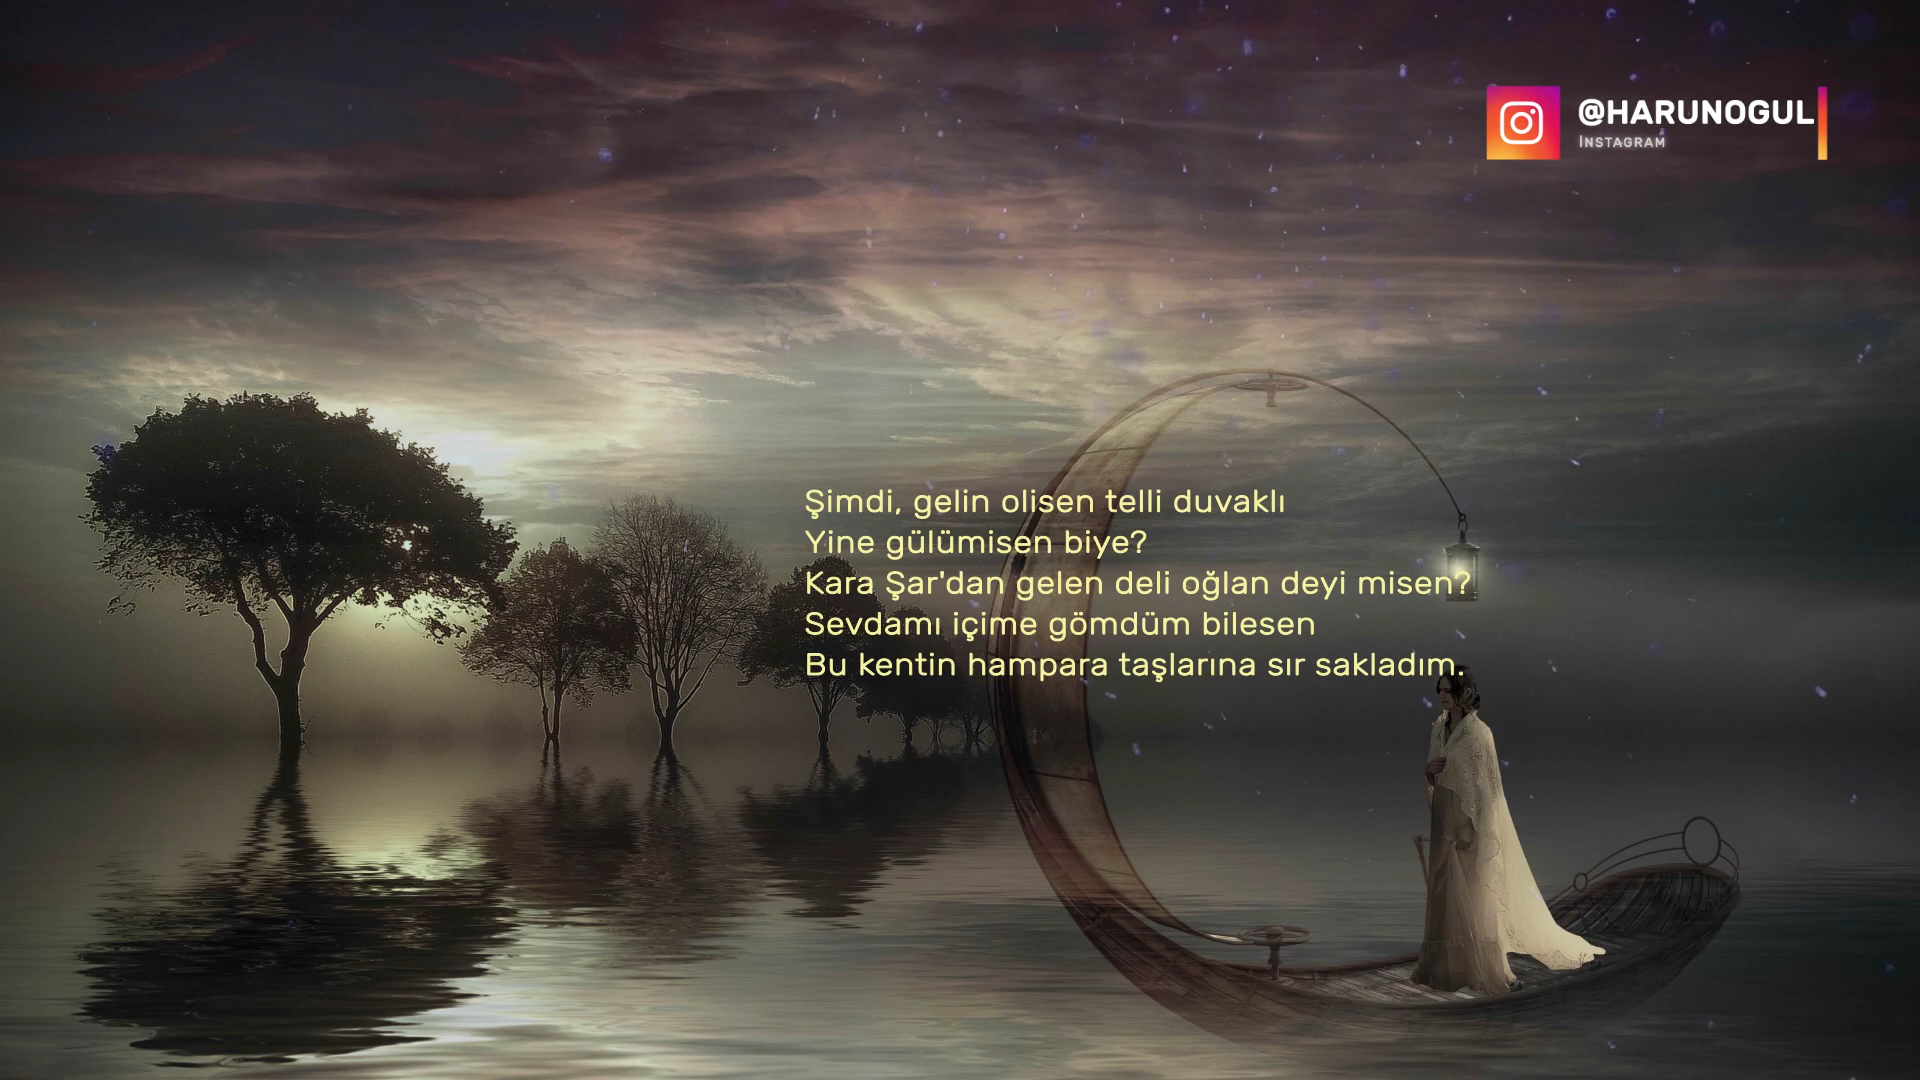 @HARUNOGUL
INSTAGRAM
Şimdi, gelin olisen telli duvaklı
Yine gülümisen biye?
Kara Şar'dan gelen deli oğlan deyi misen?
Sevdamı içime gömdüm bilesen
Bu kentin hampara taşlarına sır sakladım.